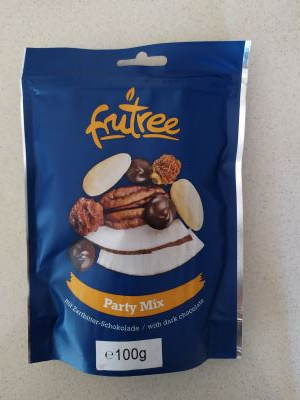 frutree
Party Mix
mit Zartbitter-Schokolade / with dark chocolate
℮100g